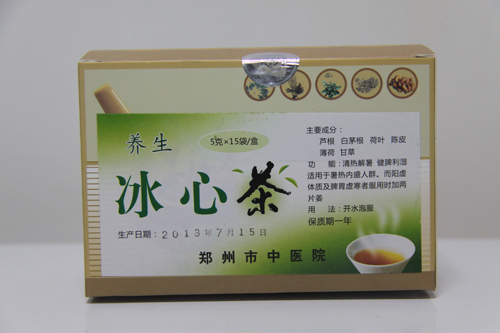 养生
5克×15袋/盒
冰心茶
生产日期：2013年7月15日
主要成分：
芦根 白茅根 荷叶 陈皮
薄荷 甘草
功 能：清热解暑 健脾利湿
适用于暑热内盛人群。而阳虚
体质及脾胃虚寒者服用时加两
片姜
用 法：开水泡服
保质期一年
郑州市中医院